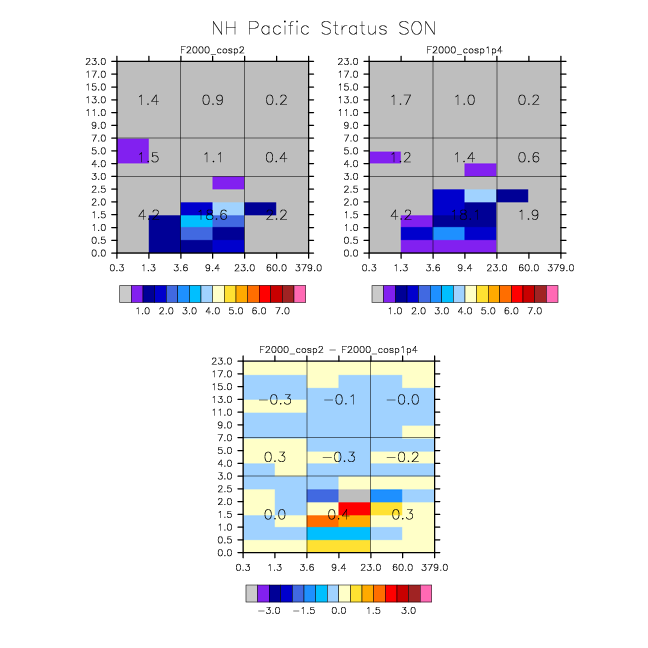 NH Pacific Stratus SON
F2000_cosp2
F2000_cosp1p4
23.0
17.0
15.0
13.0
11.0
9.0
7.0
5.0
4.0
3.0
2.5
2.0
1.5
1.0
0.5
0.0
1.4 0.9 0.2
1.5 1.1 0.4
4.2 18.6 2.2
0.3 1.3 3.6 9.4 23.0 60.0 379.0
1.0 2.0 3.0 4.0 5.0 6.0 7.0
23.0
17.0
15.0
13.0
11.0
9.0
7.0
5.0
4.0
3.0
2.5
2.0
1.5
1.0
0.5
0.0
1.7 1.0 0.2
1.2 1.4 0.6
4.2 18.1 1.9
0.3 1.3 3.6 9.4 23.0 60.0 379.0
1.0 2.0 3.0 4.0 5.0 6.0 7.0
F2000_cosp2 − F2000_cosp1p4
23.0
17.0
15.0
13.0
11.0
9.0
7.0
5.0
4.0
3.0
2.5
2.0
1.5
1.0
0.5
0.0
−0.3 −0.1 −0.0
0.3 −0.3 −0.2
0.0 0.4 0.3
0.3 1.3 3.6 9.4 23.0 60.0 379.0
−3.0 −1.5 0.0 1.5 3.0